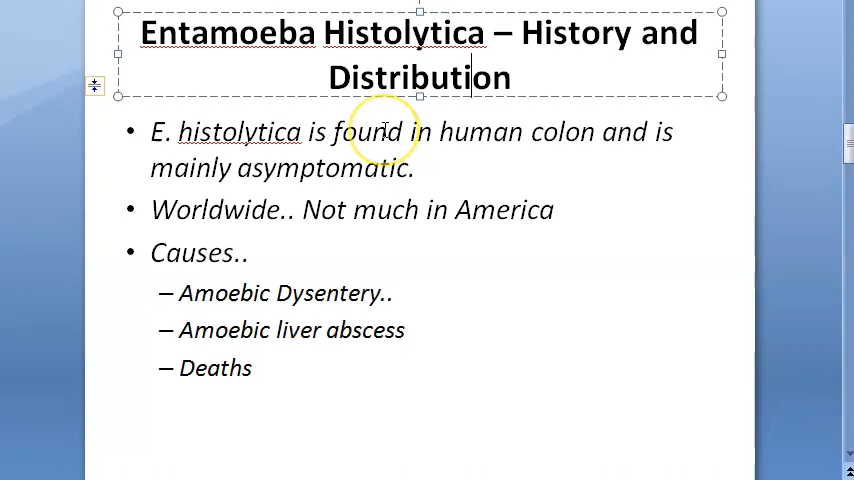 Entamoeba Histolytica – History and
Distribution
• E. histolytica is found in human colon and is
mainly asymptomatic.
• Worldwide.. Not much in America
• Causes..
– Amoebic Dysentery..
– Amoebic liver abscess
– Deaths